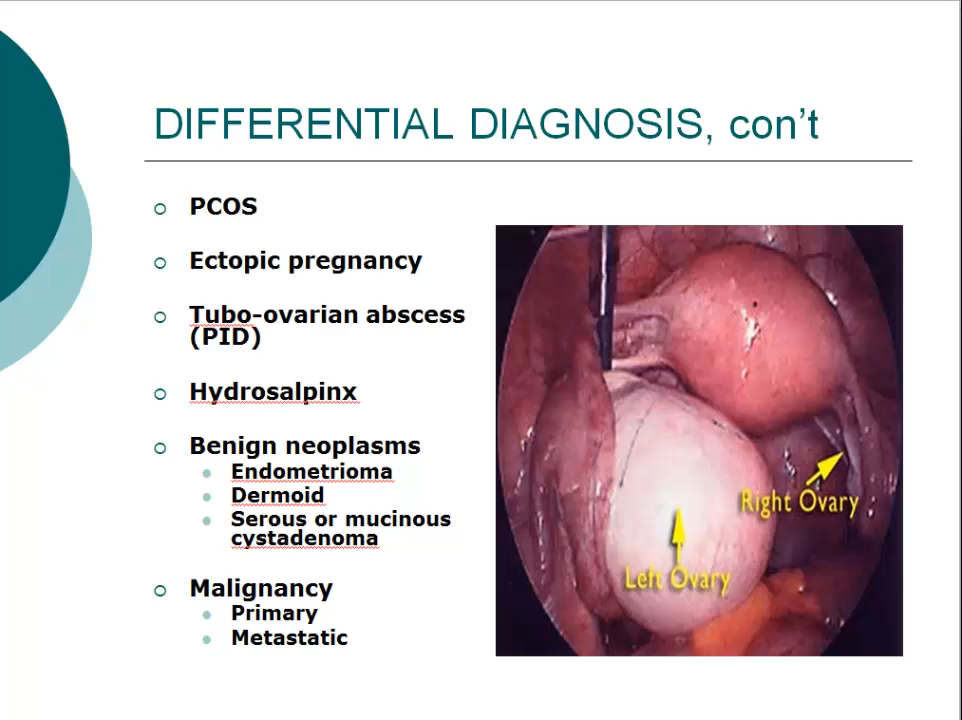 DIFFERENTIAL DIAGNOSIS, con't
PCOS
Ectopic pregnancy
Tubo-ovarian abscess
(PID)
Hydrosalpinx
Benign neoplasms
Endometrioma
Dermoid
Serous or mucinous
cystadenoma
Malignancy
Primary
Metastatic
Right Ovary
Left Ovary